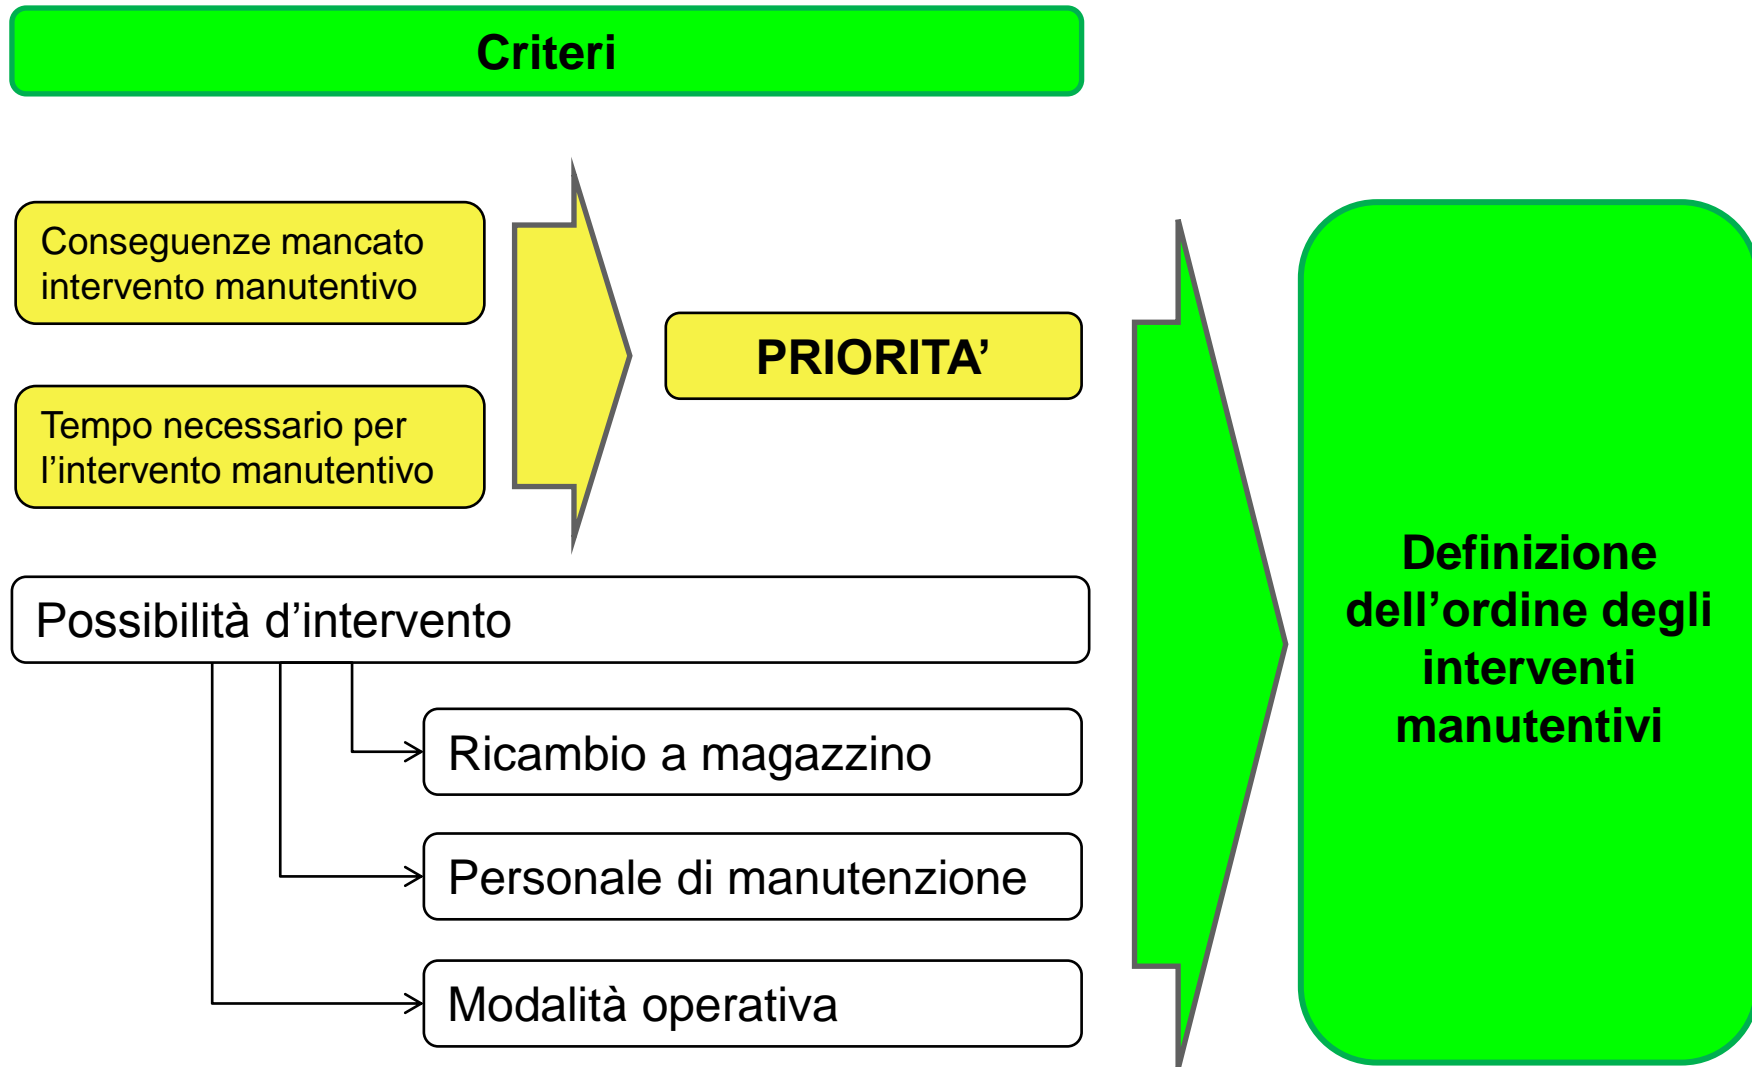 Criteri
Conseguenze mancato
intervento manutentivo
Tempo necessario per
l’intervento manutentivo
PRIORITA’
Possibilità d’intervento
Ricambio a magazzino
Personale di manutenzione
Modalità operativa
Definizione
dell’ordine degli
interventi
manutentivi